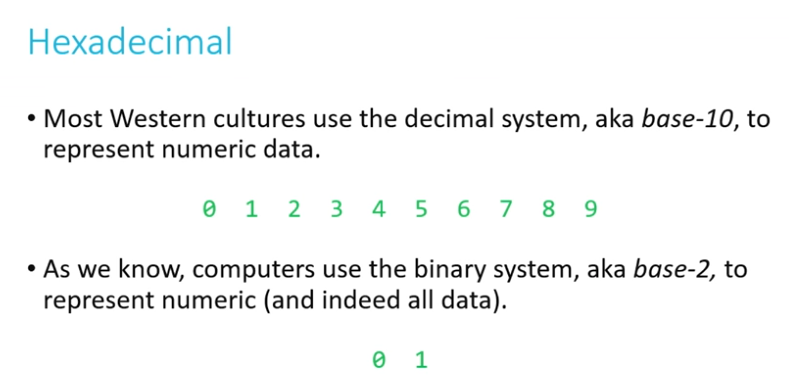 Hexadecimal
• Most Western cultures use the decimal system, aka base-10, to
represent numeric data.
0 1 2 3 4 5 6 7 8 9
• As we know, computers use the binary system, aka base-2, to
represent numeric (and indeed all data).
0 1